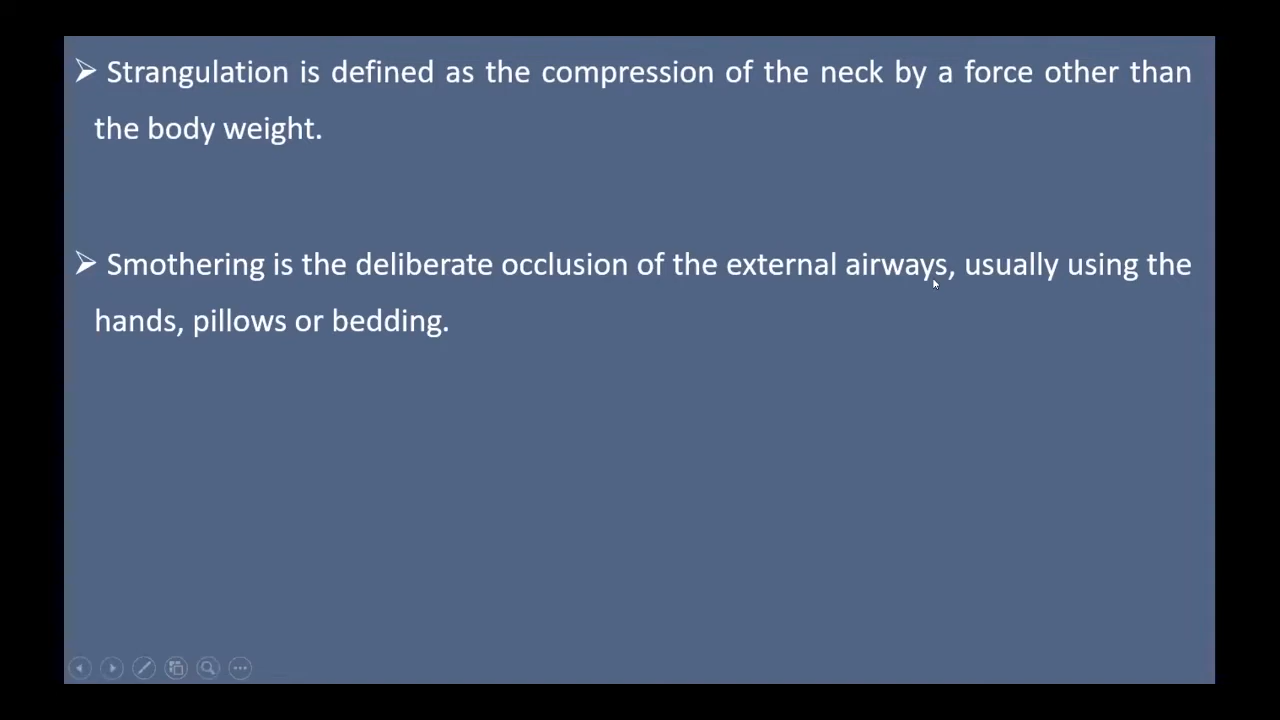 ➢ Strangulation is defined as the compression of the neck by a force other than
the body weight.
➢ Smothering is the deliberate occlusion of the external airways, usually using the
hands, pillows or bedding.